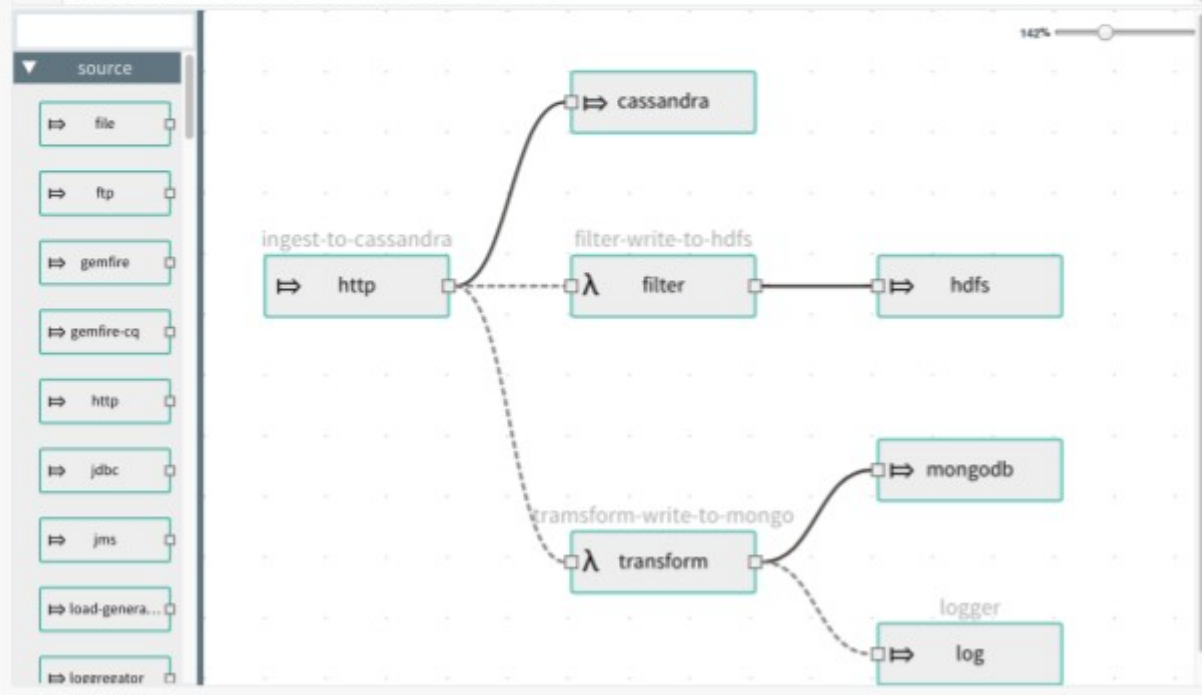 source
file
ftp
gemfire
gemfire-cq
http
jdbc
jms
load-genera...
loggregator
142%
cassandra
ingest-to-cassandra
http
filter-write-to-hdfs
λ filter
hdfs
mongodb
tramsform-write-to-mongo
λ transform
logger
log